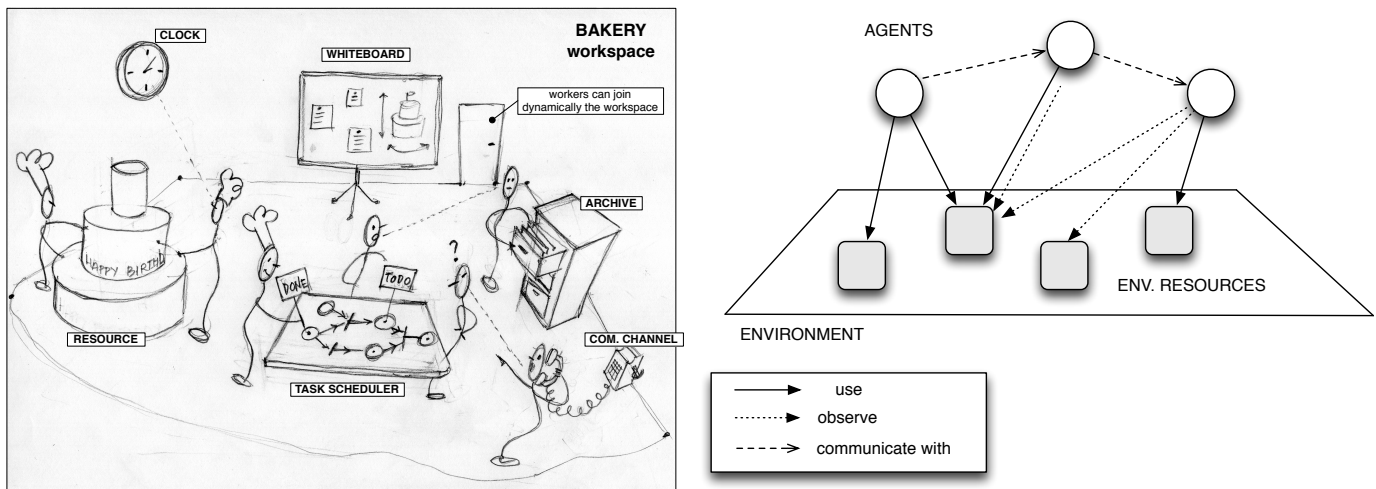 CLOCK
BAKERY
workspace
WHITEBOARD
workers can join
dynamically the workspace
ARCHIVE
HAPPY BIRTHD
?
DONE
TODO
RESOURCE
COM. CHANNEL
TASK SCHEDULER
AGENTS
ENV. RESOURCES
ENVIRONMENT
use
observe
communicate with